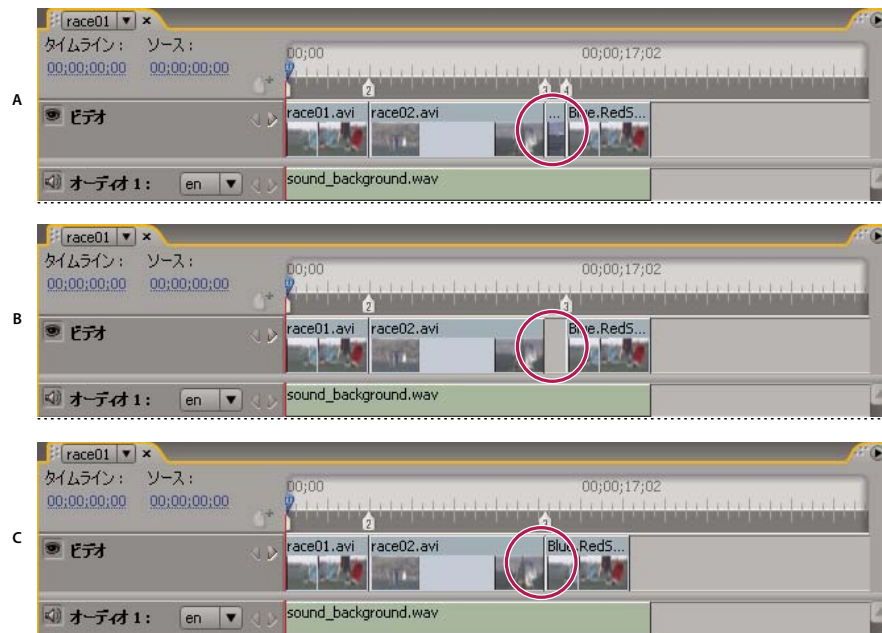 race01
タイムライン： ソース：
00;00;00;00 00;00;00;00
00;00 00;00;17;02
2 3 4
A
ビデオ
race01.avi race02.avi ... Blue.RedS...
オーディオ 1： en
sound_background.wav
race01
タイムライン： ソース：
00;00;00;00 00;00;00;00
00;00 00;00;17;02
2 3
B
ビデオ
race01.avi race02.avi Blue.RedS...
オーディオ 1： en
sound_background.wav
race01
タイムライン： ソース：
00;00;00;00 00;00;00;00
00;00 00;00;17;02
2 3
C
ビデオ
race01.avi race02.avi Blue.RedS...
オーディオ 1： en
sound_background.wav